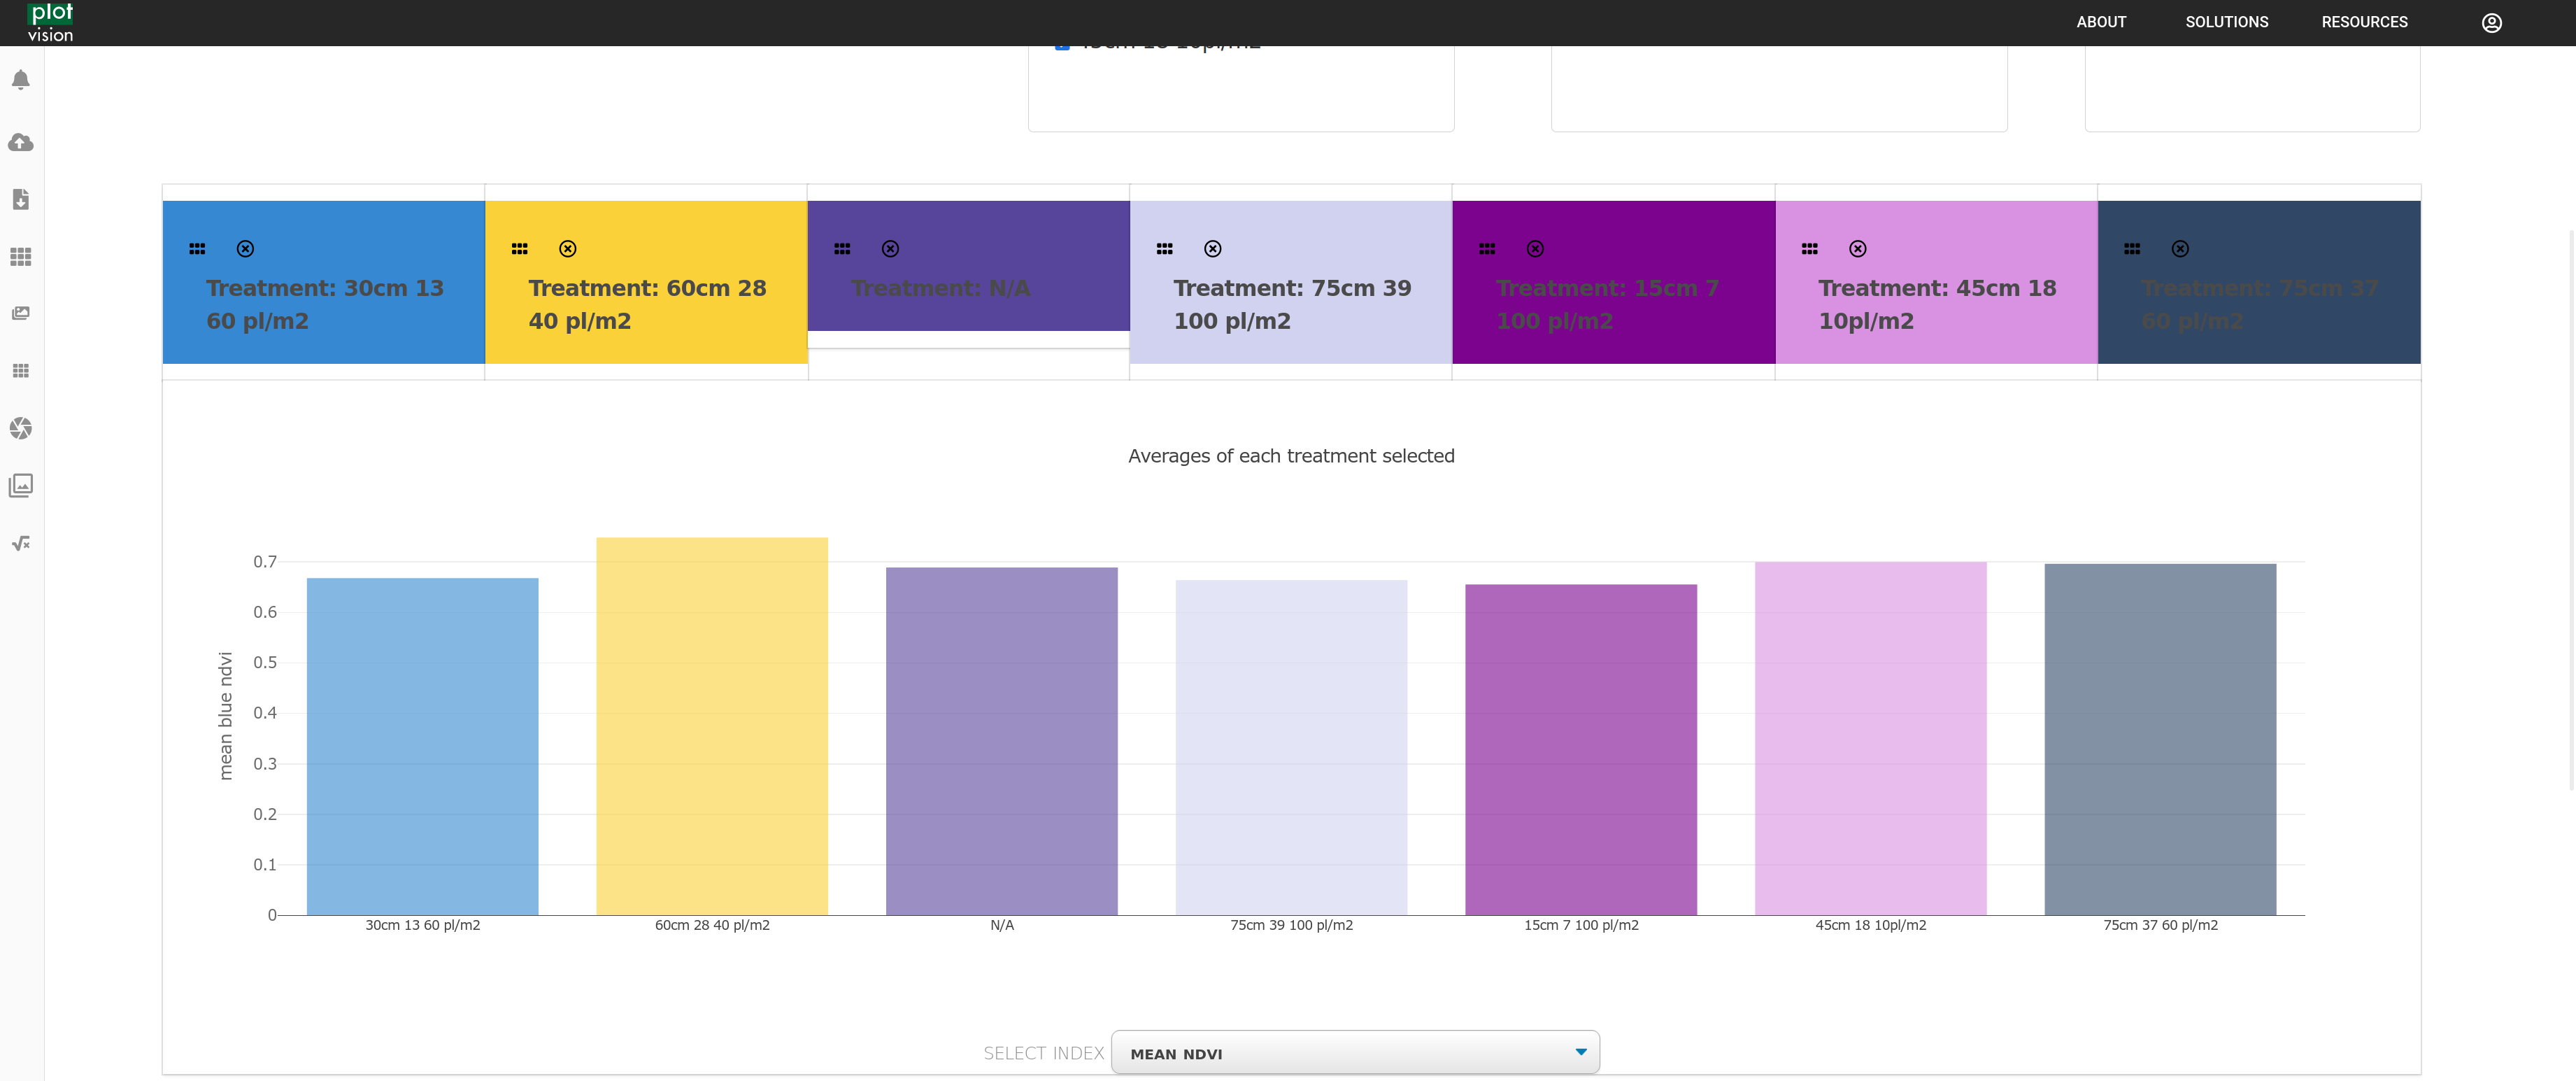 plot
vision
ABOUT
SOLUTIONS
RESOURCES
Treatment: 30cm 13
60 pl/m2
Treatment: 60cm 28
40 pl/m2
Treatment: N/A
Treatment: 75cm 39
100 pl/m2
Treatment: 15cm 7
100 pl/m2
Treatment: 45cm 18
10pl/m2
Treatment: 75cm 37
60 pl/m2
Averages of each treatment selected
mean blue ndvi
0.7
0.6
0.5
0.4
0.3
0.2
0.1
0
30cm 13 60 pl/m2
60cm 28 40 pl/m2
N/A
75cm 39 100 pl/m2
15cm 7 100 pl/m2
45cm 18 10pl/m2
75cm 37 60 pl/m2
SELECT INDEX
MEAN NDVI